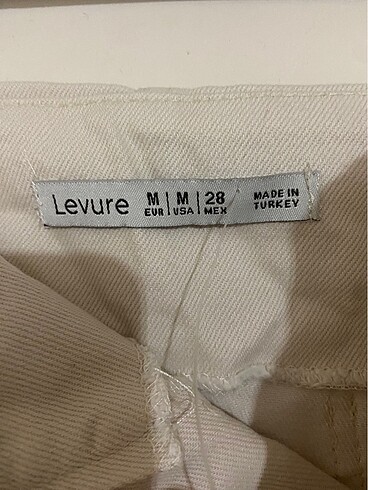 Levure M | M | 28 MADE IN
EUR | USA | MEX TURKEY